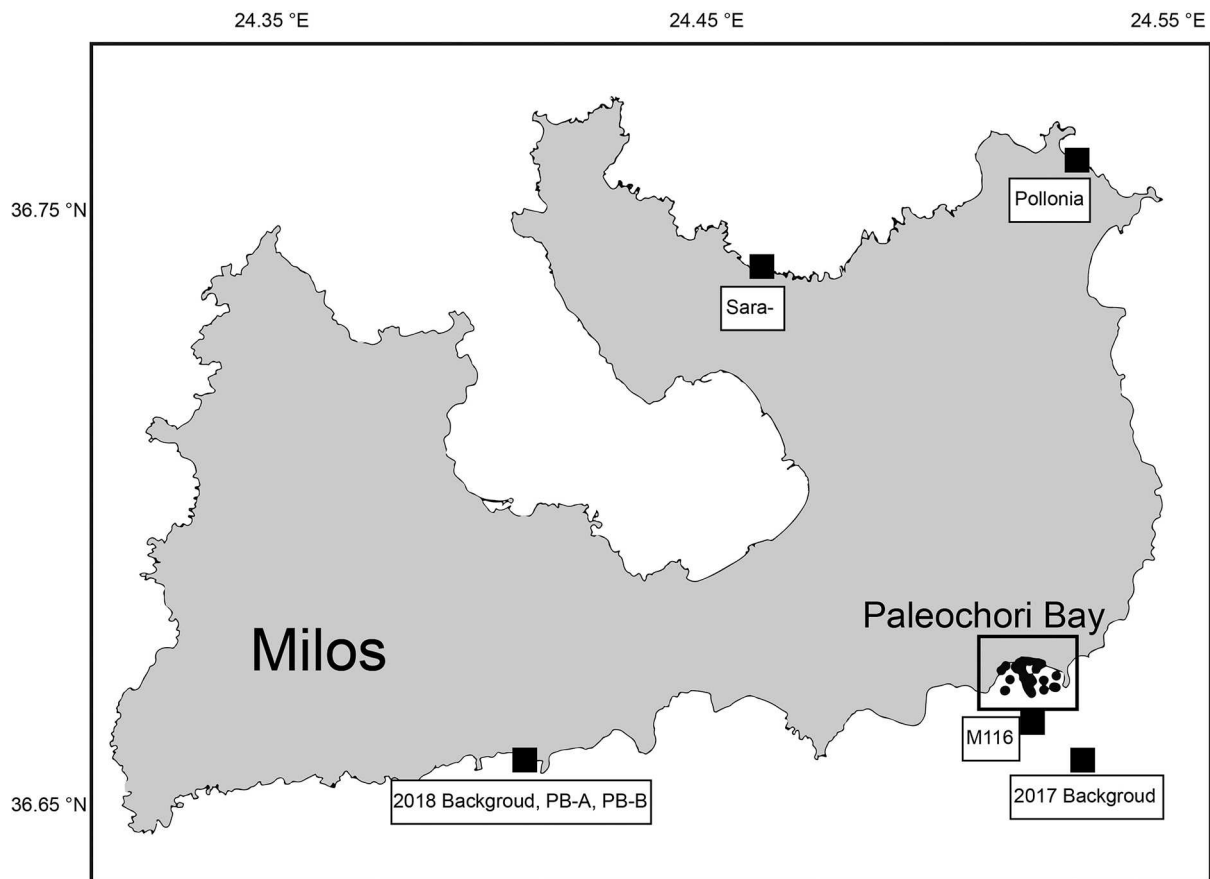 24.35 °E
24.45 °E
24.55 °E
36.75 °N
Pollonia
Sara-
Paleochori Bay
Milos
M116
36.65 °N
2018 Backgroud, PB-A, PB-B
2017 Backgroud